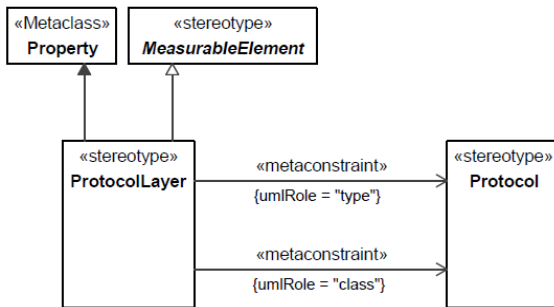 «Metaclass»
Property
«stereotype»
MeasurableElement
«stereotype»
ProtocolLayer
«metaconstraint»
{umlRole = "type"}
«metaconstraint»
{umlRole = "class"}
«stereotype»
Protocol